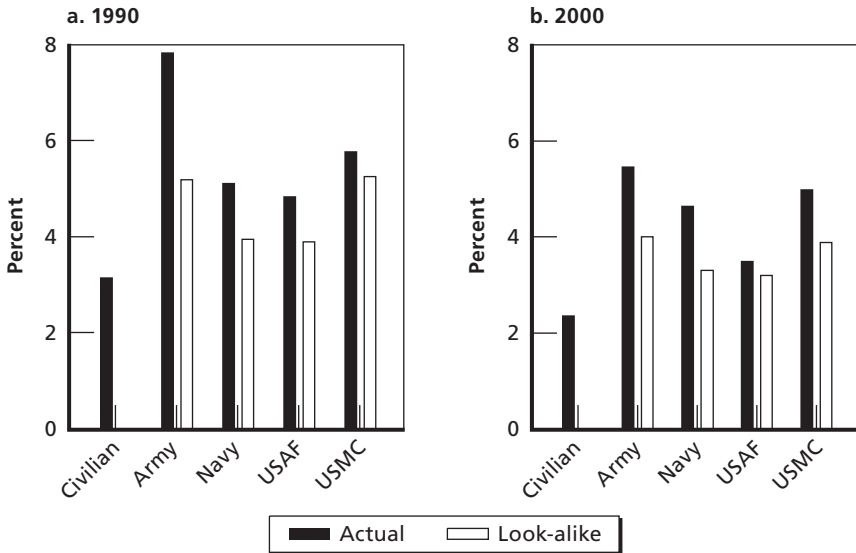 a. 1990
8
6
4
2
0
Percent
Civilian
Army
Navy
USAF
USMC
b. 2000
8
6
4
2
0
Percent
Civilian
Army
Navy
USAF
USMC
Actual
Look-alike